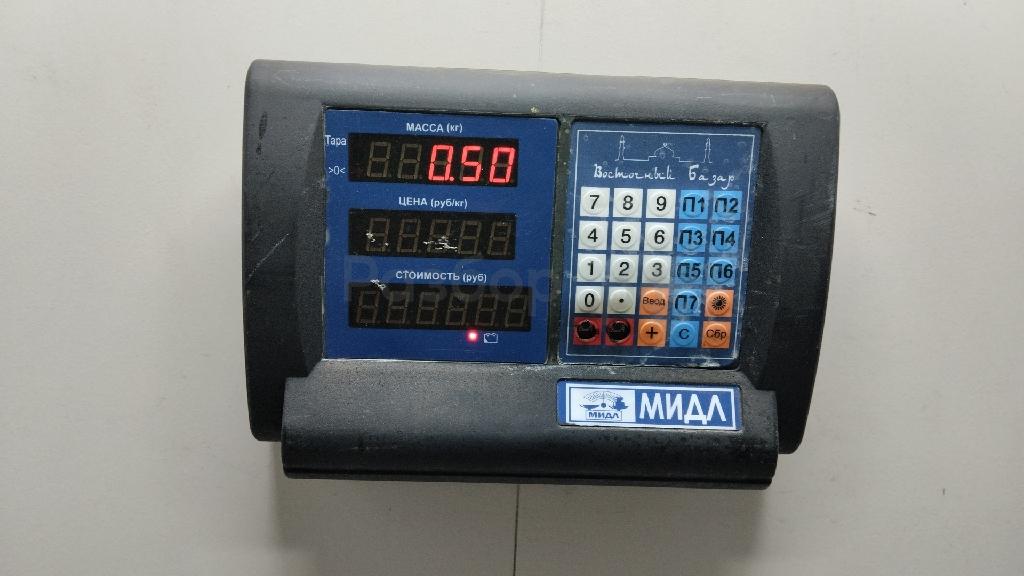 МАССА (кг)
Тара
>0<
0.50
ЦЕНА (руб/кг)
СТОИМОСТЬ (руб)
Восточный Базар
7 8 9 П1 П2
4 5 6 П3 П4
1 2 3 П5 П6
0 . Ввод П7
+ С Сбр
МИДЛ
МИДЛ